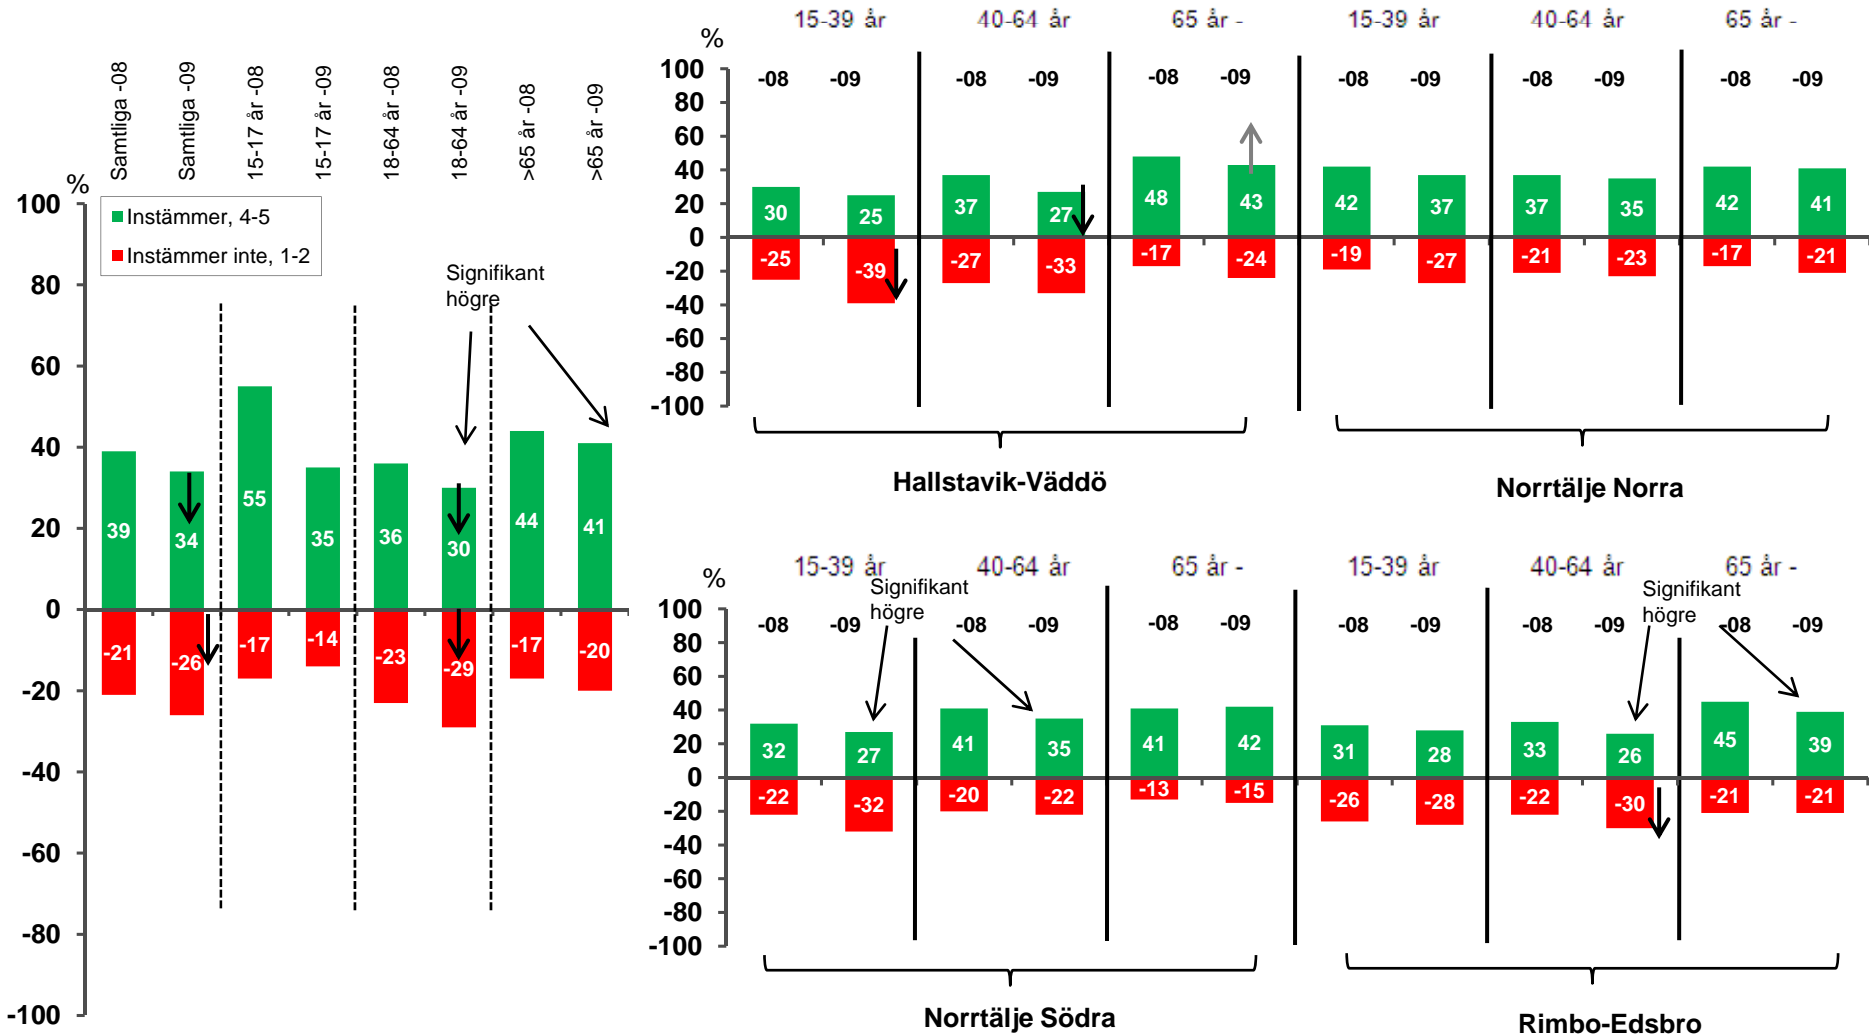 Samtliga -08
Samtliga -09
15-17 år -08
15-17 år -09
18-64 år -08
18-64 år -09
>65 år -08
>65 år -09
%
100
80
60
40
20
0
-20
-40
-60
-80
-100
Instämmer, 4-5
Instämmer inte, 1-2
Signifikant
högre
39 34 55 35 36 30 44 41
-21 -26 -17 -14 -23 -29 -17 -20
15-39 år 40-64 år 65 år - 15-39 år 40-64 år 65 år -
%
-08 -09 -08 -09 -08 -09 -08 -09 -08 -09 -08 -09
100
80
60
40
20
0
-20
-40
-60
-80
-100
30 25 37 27 48 43 42 37 37 35 42 41
-25 -39 -27 -33 -17 -24 -19 -27 -21 -23 -17 -21
Hallstavik-Väddö
Norrtälje Norra
15-39 år 40-64 år 65 år - 15-39 år 40-64 år 65 år -
%
Signifikant
högre
Signifikant
högre
-08 -09 -08 -09 -08 -09 -08 -09 -08 -09 -08 -09
100
80
60
40
20
0
-20
-40
-60
-80
-100
32 27 41 35 41 42 31 28 33 26 45 39
-22 -32 -20 -22 -13 -15 -26 -28 -22 -30 -21 -21
Norrtälje Södra
Rimbo-Edsbro